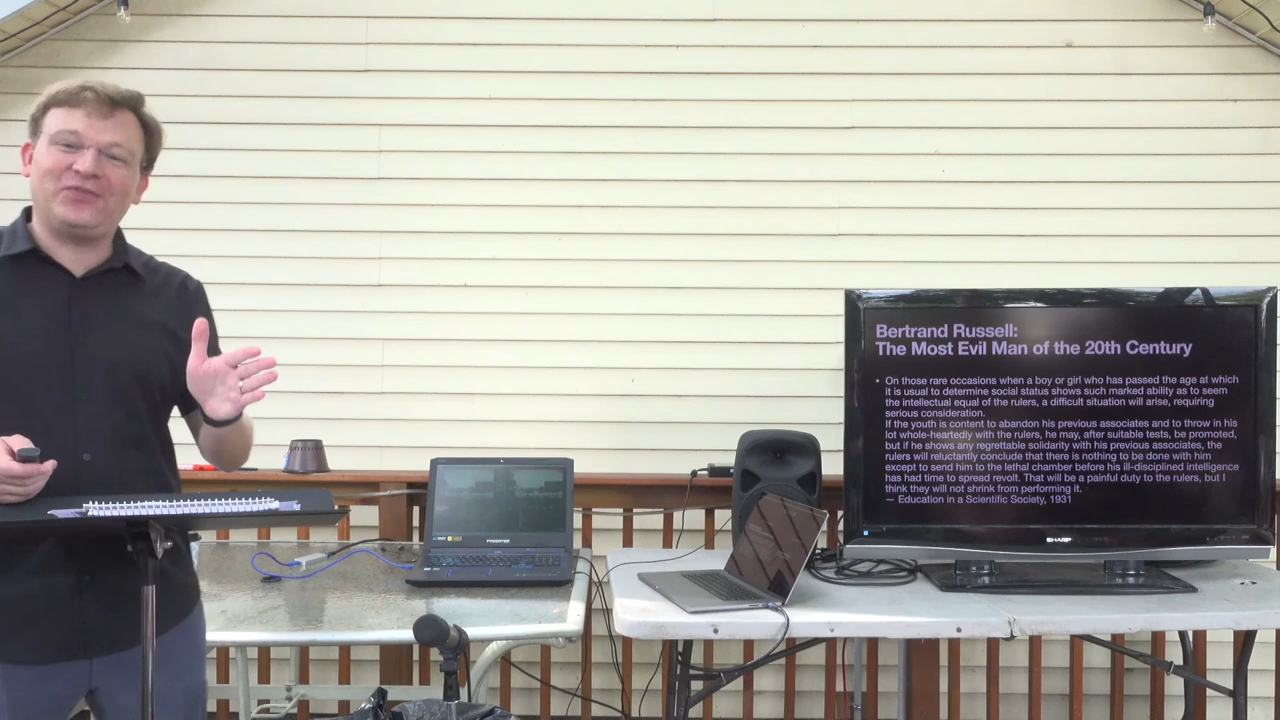 Bertrand Russell:
The Most Evil Man of the 20th Century
• On those rare occasions when a boy or girl who has passed the age at which
it is usual to determine social status shows such marked ability as to seem
the intellectual equal of the rulers, a difficult situation will arise, requiring
serious consideration.
If the youth is content to abandon his previous associates and to throw in his
lot whole-heartedly with the rulers, he may, after suitable tests, be promoted,
but if he shows any regrettable solidarity with his previous associates, the
rulers will reluctantly conclude that there is nothing to be done with him
except to send him to the lethal chamber before his ill-disciplined intelligence
has had time to spread revolt. That will be a painful duty to the rulers, but I
think they will not shrink from performing it.
— Education in a Scientific Society, 1931
SHARP
PREDATOR